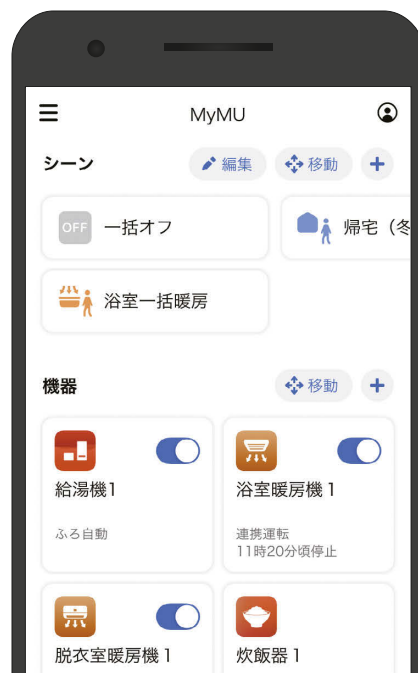 MyMU
シーン
編集
移動
OFF
一括オフ
帰宅（冬
浴室一括暖房
機器
移動
給湯機1
ふろ自動
浴室暖房機 1
連携運転
11時20分頃停止
脱衣室暖房機 1
炊飯器 1